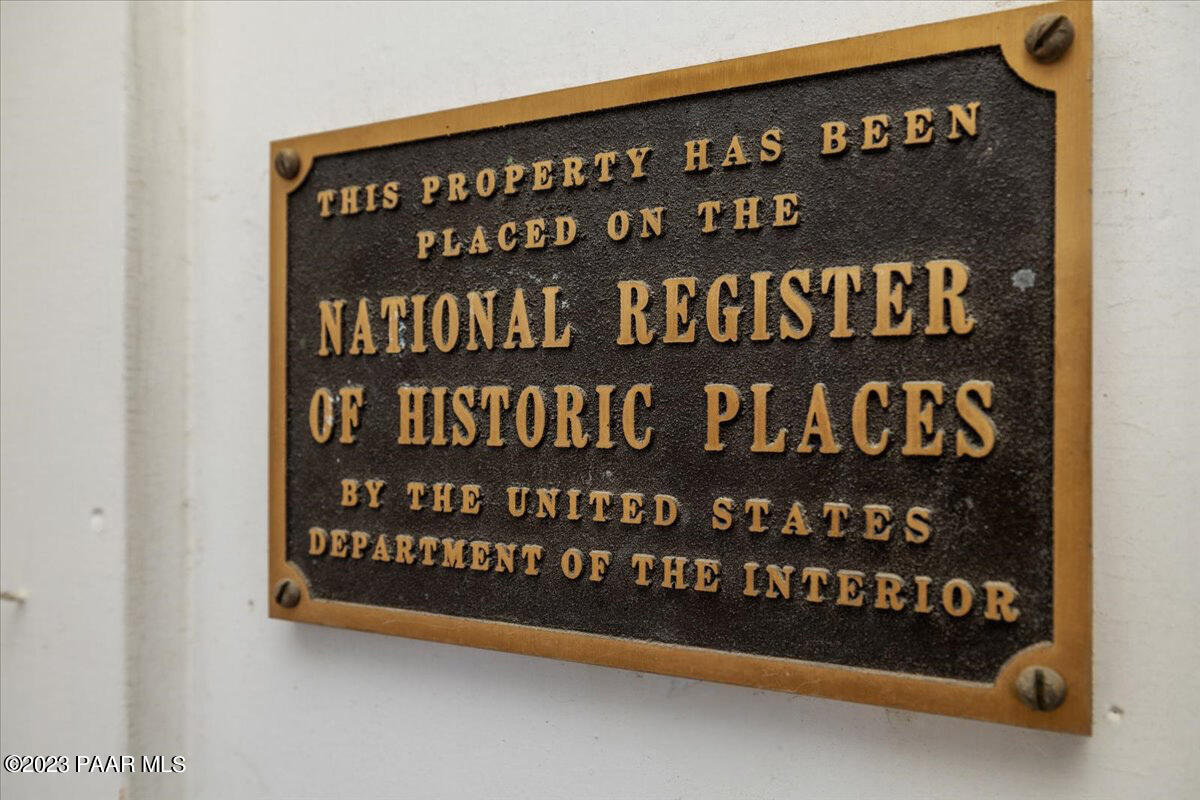 THIS PROPERTY HAS BEEN
PLACED ON THE
NATIONAL REGISTER
OF HISTORIC PLACES
BY THE UNITED STATES
DEPARTMENT OF THE INTERIOR
©2023 PAAR MLS